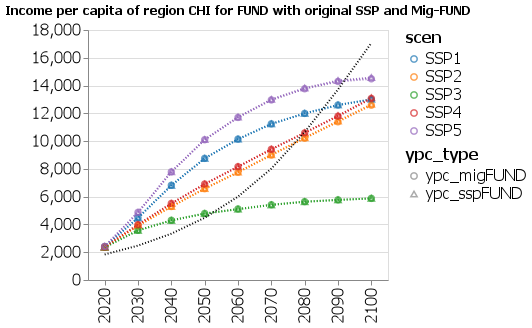 Income per capita of region CHI for FUND with original SSP and Mig-FUND
18,000
16,000
14,000
12,000
10,000
8,000
6,000
4,000
2,000
0
2020
2030
2040
2050
2060
2070
2080
2090
2100
scen
SSP1
SSP2
SSP3
SSP4
SSP5
ypc_type
ypc_migFUND
ypc_sspFUND